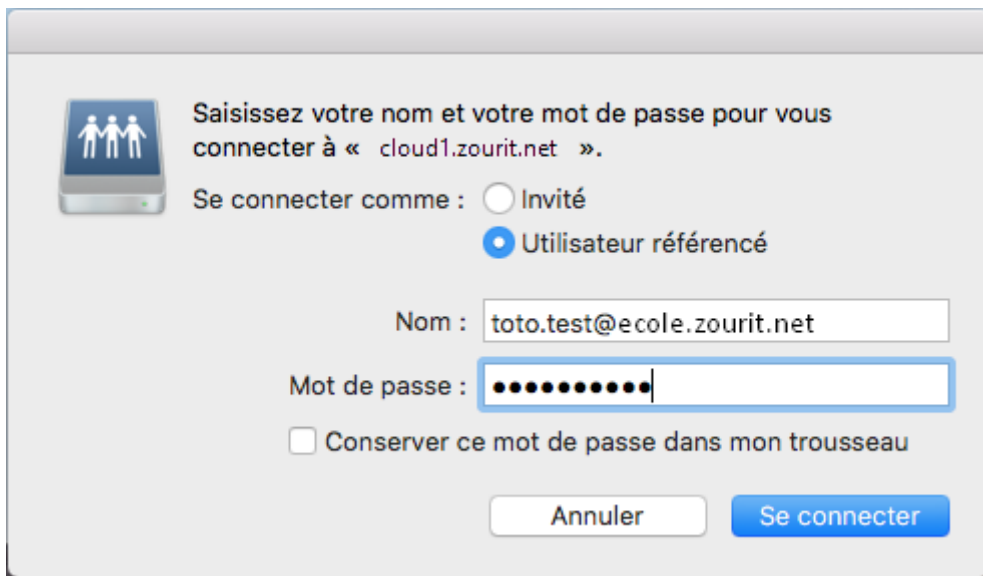 Saisissez votre nom et votre mot de passe pour vous
connecter à « cloud1.zourit.net ».
Se connecter comme : Invité
Utilisateur référencé
Nom : toto.test@ecole.zourit.net
Mot de passe : ••••••••••
Conserver ce mot de passe dans mon trousseau
Annuler Se connecter